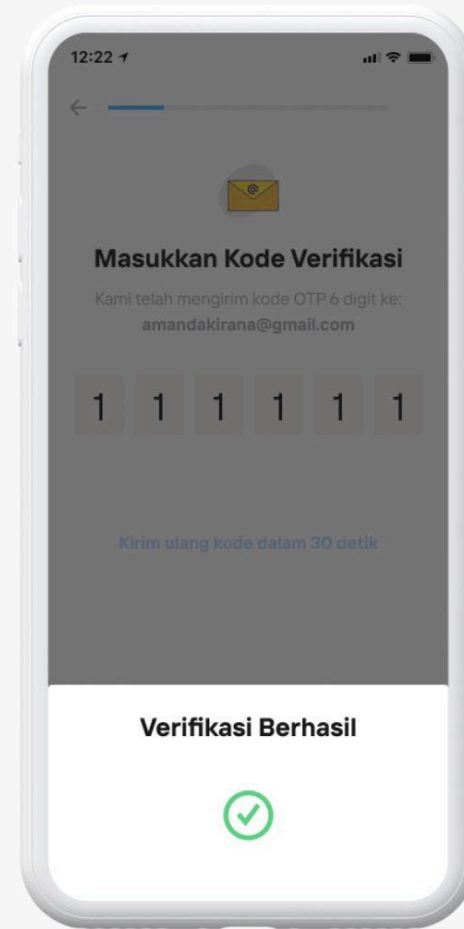 12:22
@
Masukkan Kode Verifikasi
Kami telah mengirim kode OTP 6 digit ke:
amandakirana@gmail.com
1 1 1 1 1 1
Kirim ulang kode dalam 30 detik
Verifikasi Berhasil